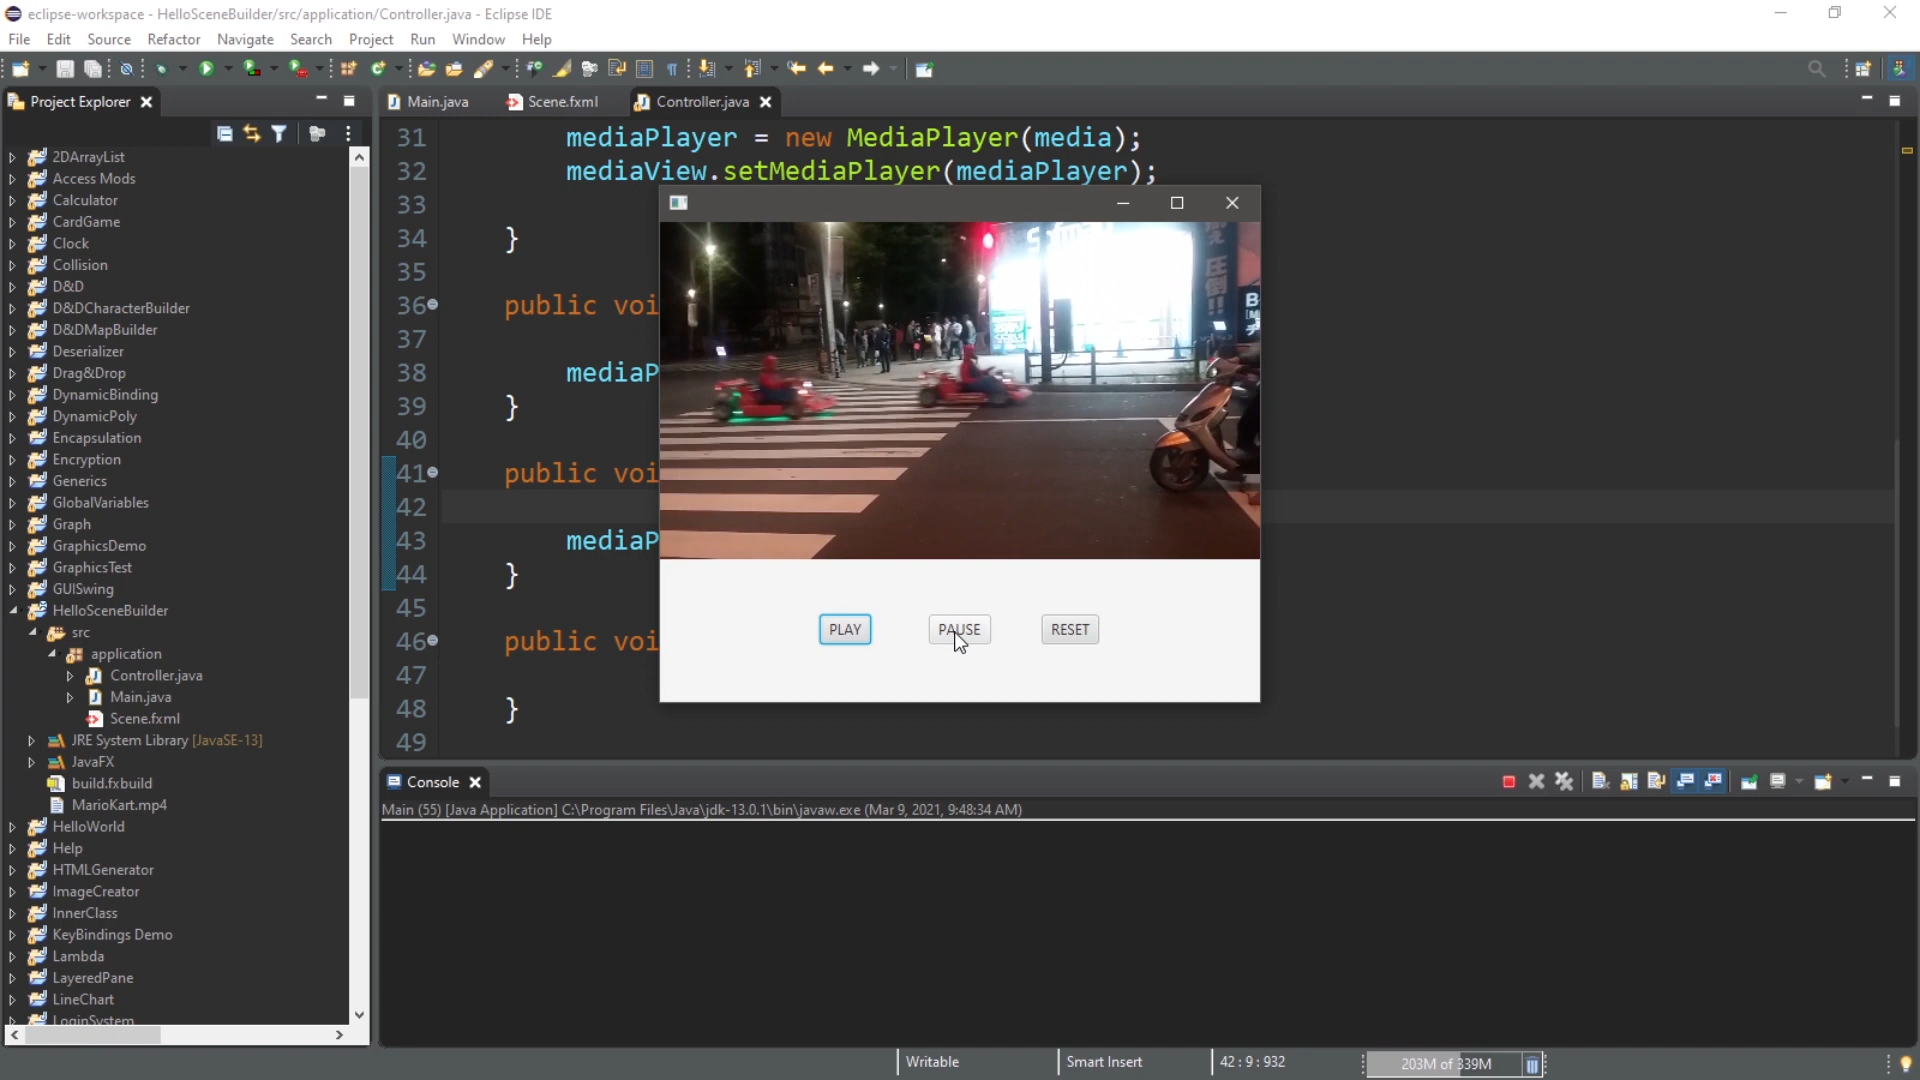 eclipse-workspace - HelloSceneBuilder/src/application/Controller.java - Eclipse IDE
File Edit Source Refactor Navigate Search Project Run Window Help
Project Explorer
Main.java Scene.fxml Controller.java
2DArrayList
Access Mods
Calculator
CardGame
Clock
Collision
D&D
D&DCharacterBuilder
D&DMapBuilder
Deserializer
Drag&Drop
DynamicBinding
DynamicPoly
Encapsulation
Encryption
Generics
GlobalVariables
Graph
GraphicsDemo
GraphicsTest
GUISwing
HelloSceneBuilder
src
application
Controller.java
Main.java
Scene.fxml
JRE System Library [JavaSE-13]
JavaFX
build.fxbuild
MarioKart.mp4
HelloWorld
Help
HTMLGenerator
ImageCreator
InnerClass
KeyBindings Demo
Lambda
LayeredPane
LineChart
LoginSystem
31 mediaPlayer = new MediaPlayer(media);
32 mediaView.setMediaPlayer(mediaPlayer);
33
34 }
35
36 public voi
37
38 mediaP
39 }
40
41 public voi
42
43 mediaP
44 }
45
46 public voi
47
48 }
49
圧倒!!
PLAY PAUSE RESET
Console
Main (55) [Java Application] C:\Program Files\Java\jdk-13.0.1\bin\javaw.exe (Mar 9, 2021, 9:48:34 AM)
Writable Smart Insert 42 : 9 : 932 203M of 339M